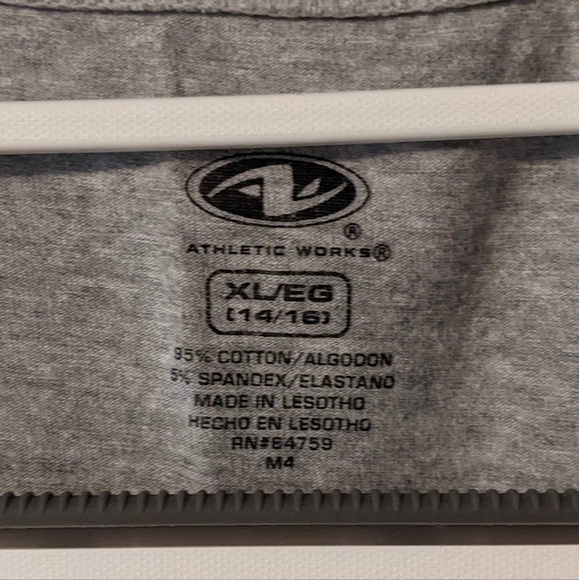 ®
ATHLETIC WORKS®
XL/EG
(14/16)
95% COTTON/ALGODON
5% SPANDEX/ELASTANO
MADE IN LESOTHO
HECHO EN LESOTHO
RN#64759
M4